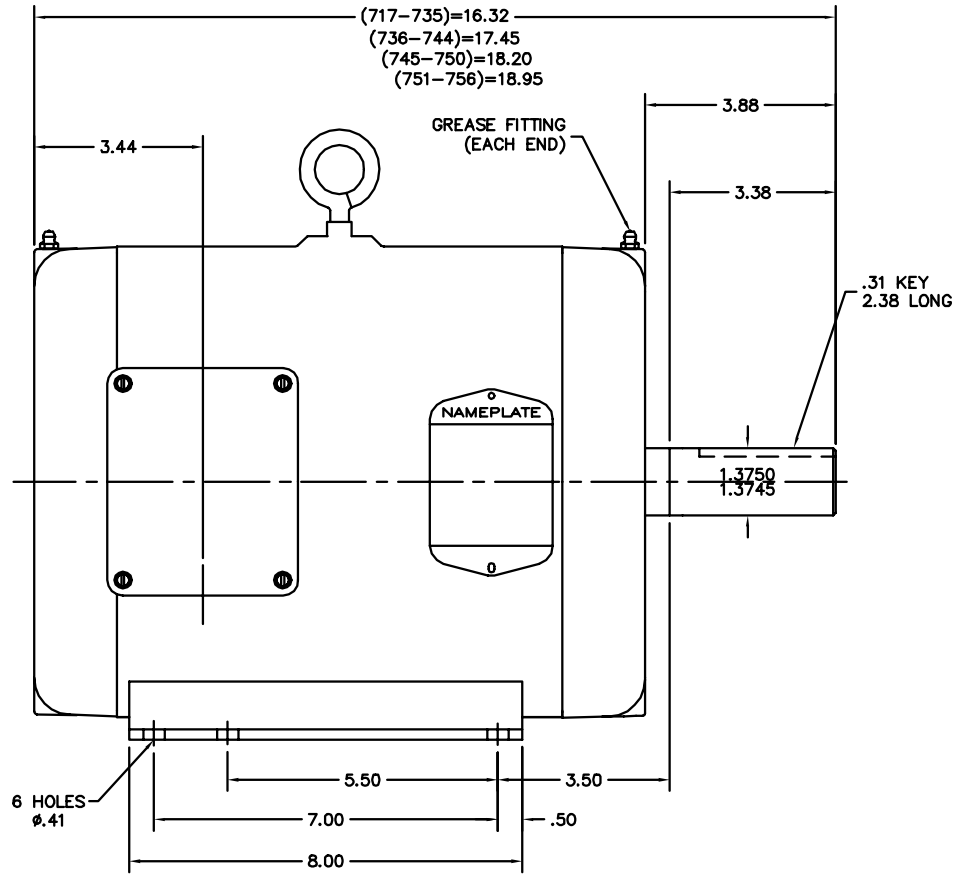 (717–735)=16.32
(736–744)=17.45
(745–750)=18.20
(751–756)=18.95
3.88
GREASE FITTING
(EACH END)
3.44
3.38
.31 KEY
2.38 LONG
NAMEPLATE
1.3750
1.3745
5.50
3.50
6 HOLES
ø.41
7.00
.50
8.00